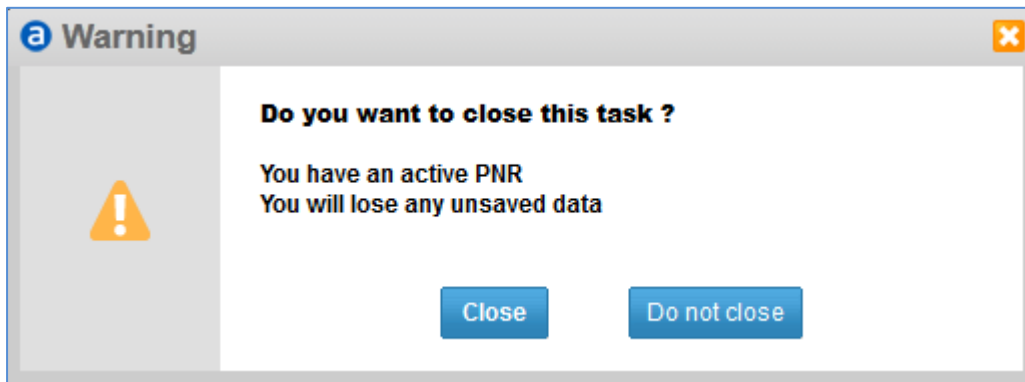 a Warning
Do you want to close this task ?
You have an active PNR
You will lose any unsaved data
Close
Do not close